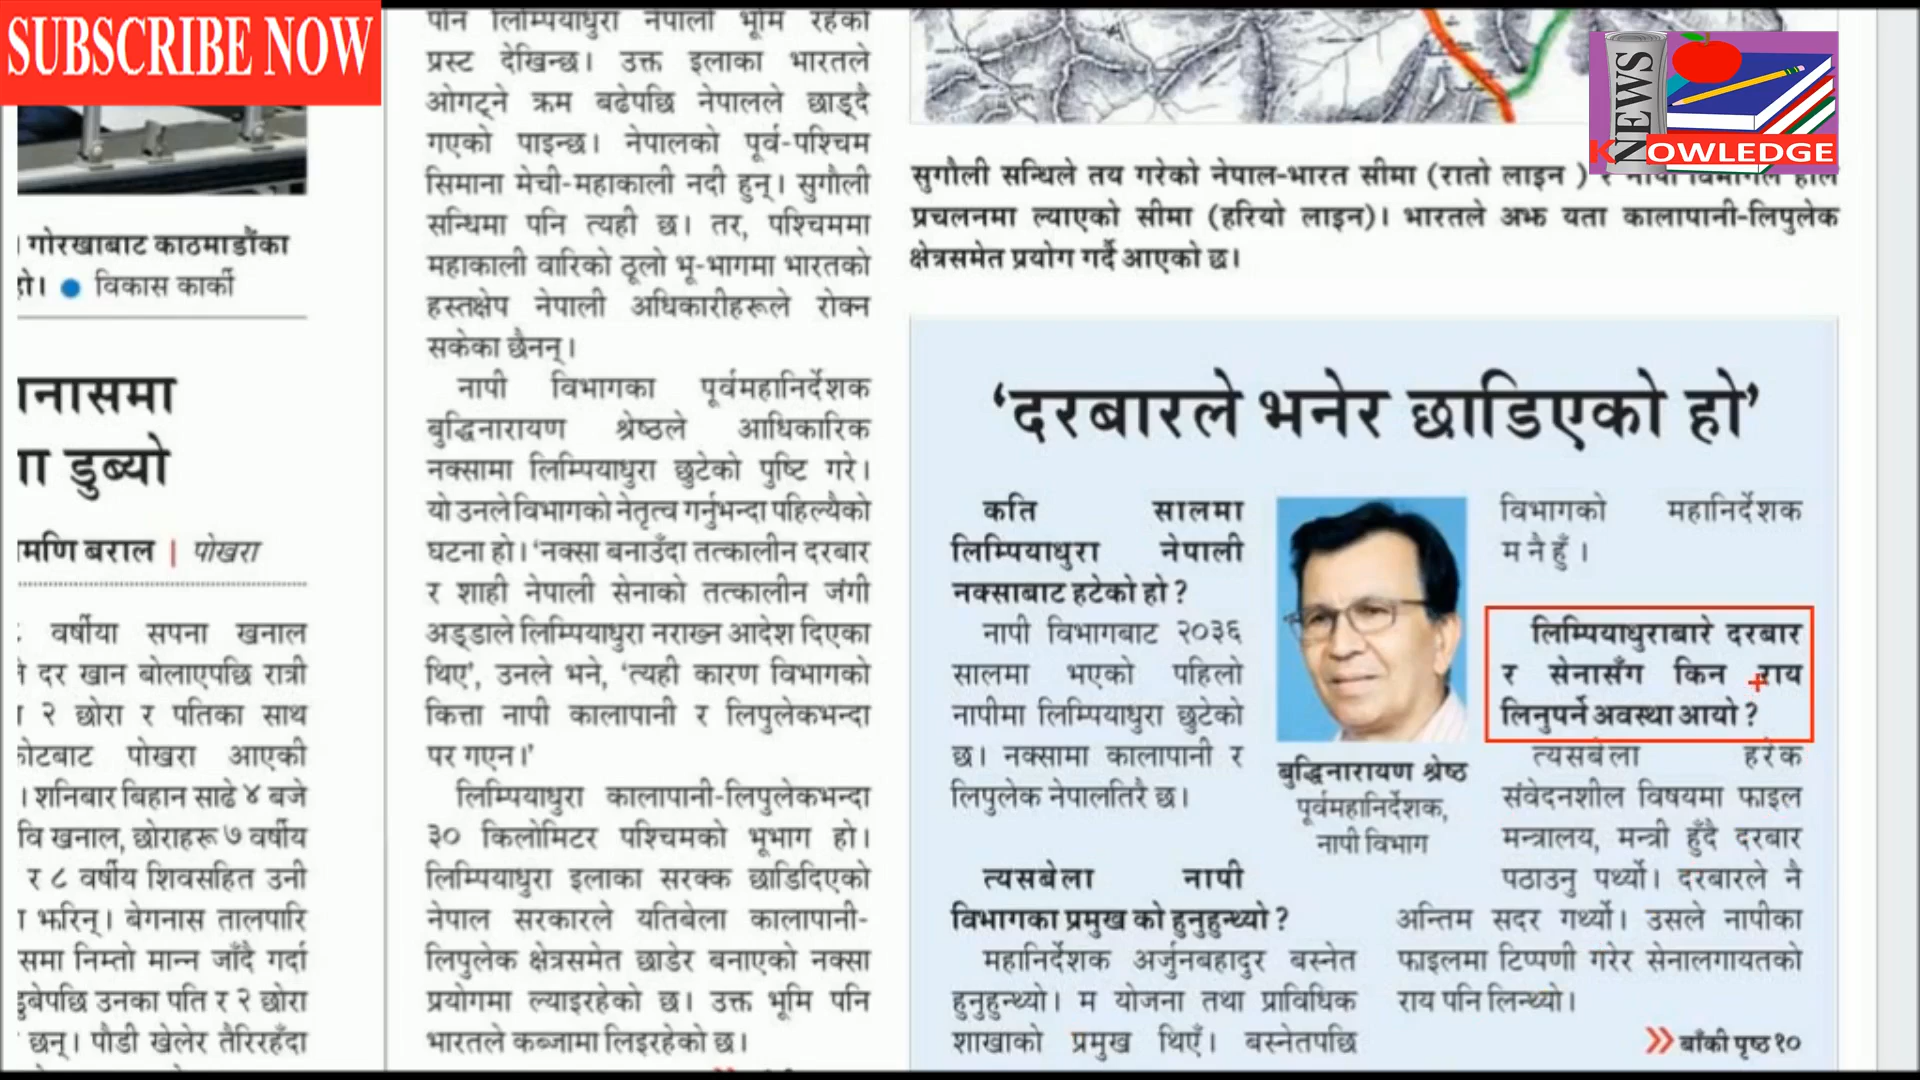 SUBSCRIBE NOW
NEWS
KNOWLEDGE
गोरखाबाट काठमाडौंका
विकास कार्की
डुब्यो
बराल | पोखरा
वर्षीया सपना खनाल
दर खान बोलाएपछि रात्री
२ छोरा र पतिका साथ
पोखरा आएकी
। शनिबार बिहान साढे ४ बजे
खनाल, छोराहरू ७ वर्षीय
र ८ वर्षीय शिवसहित उनी
झरिन्। बेगनास तालपारि
निम्तो मान्न जाँदै गर्दा
उनका पति र २ छोरा
छन्। पौडी खेलेर तैरिरहँदा
पनि लिम्पियाधुरा नेपाली भूमि रहेको
प्रस्ट देखिन्छ। उक्त इलाका भारतले
ओगट्ने क्रम बढेपछि नेपालले छाड्दै
गएको पाइन्छ। नेपालको पूर्व-पश्चिम
सिमाना मेची-महाकाली नदी हुन्। सुगौली
सन्धिमा पनि त्यही छ। तर, पश्चिममा
महाकाली वारिको ठूलो भू-भागमा भारतको
हस्तक्षेप नेपाली अधिकारीहरूले रोक्न
सकेका छैनन्।
नापी विभागका पूर्वमहानिर्देशक
बुद्धिनारायण श्रेष्ठले आधिकारिक
नक्सामा लिम्पियाधुरा छुटेको पुष्टि गरे।
यो उनले विभागको नेतृत्व गर्नुभन्दा पहिल्यैको
घटना हो। ‘नक्सा बनाउँदा तत्कालीन दरबार
र शाही नेपाली सेनाको तत्कालीन जंगी
अड्डाले लिम्पियाधुरा नराख्न आदेश दिएका
थिए’, उनले भने, ‘त्यही कारण विभागको
कित्ता नापी कालापानी र लिपुलेकभन्दा
पर गएन।’
लिम्पियाधुरा कालापानी-लिपुलेकभन्दा
३० किलोमिटर पश्चिमको भूभाग हो।
लिम्पियाधुरा इलाका सरक्क छाडिदिएको
नेपाल सरकारले यतिबेला कालापानी-
लिपुलेक क्षेत्रसमेत छाडेर बनाएको नक्सा
प्रयोगमा ल्याइरहेको छ। उक्त भूमि पनि
भारतले कब्जामा लिइरहेको छ।
सुगौली सन्धिले तय गरेको नेपाल-भारत सीमा (रातो लाइन ) र नापी विभागले हाल
प्रचलनमा ल्याएको सीमा (हरियो लाइन)। भारतले अझ यता कालापानी-लिपुलेक
क्षेत्रसमेत प्रयोग गर्दै आएको छ।
‘दरबारले भनेर छाडिएको हो’
कति सालमा
लिम्पियाधुरा नेपाली
नक्साबाट हटेको हो ?
नापी विभागबाट २०३६
सालमा भएको पहिलो
नापीमा लिम्पियाधुरा छुटेको
छ। नक्सामा कालापानी र
लिपुलेक नेपालतिरै छ।
त्यसबेला नापी
विभागका प्रमुख को हुनुहुन्थ्यो ?
महानिर्देशक अर्जुनबहादुर बस्नेत
हुनुहुन्थ्यो। म योजना तथा प्राविधिक
शाखाको प्रमुख थिएँ। बस्नेतपछि
बुद्धिनारायण श्रेष्ठ
पूर्वमहानिर्देशक,
नापी विभाग
विभागको महानिर्देशक
म नै हुँ ।
लिम्पियाधुराबारे दरबार
र सेनासँग किन राय
लिनुपर्ने अवस्था आयो ?
त्यसबेला हरेक
संवेदनशील विषयमा फाइल
मन्त्रालय, मन्त्री हुँदै दरबार
पठाउनु पर्थ्यो। दरबारले नै
अन्तिम सदर गर्थ्यो। उसले नापीका
फाइलमा टिप्पणी गरेर सेनालगायतको
राय पनि लिन्थ्यो।
बाँकी पृष्ठ १०